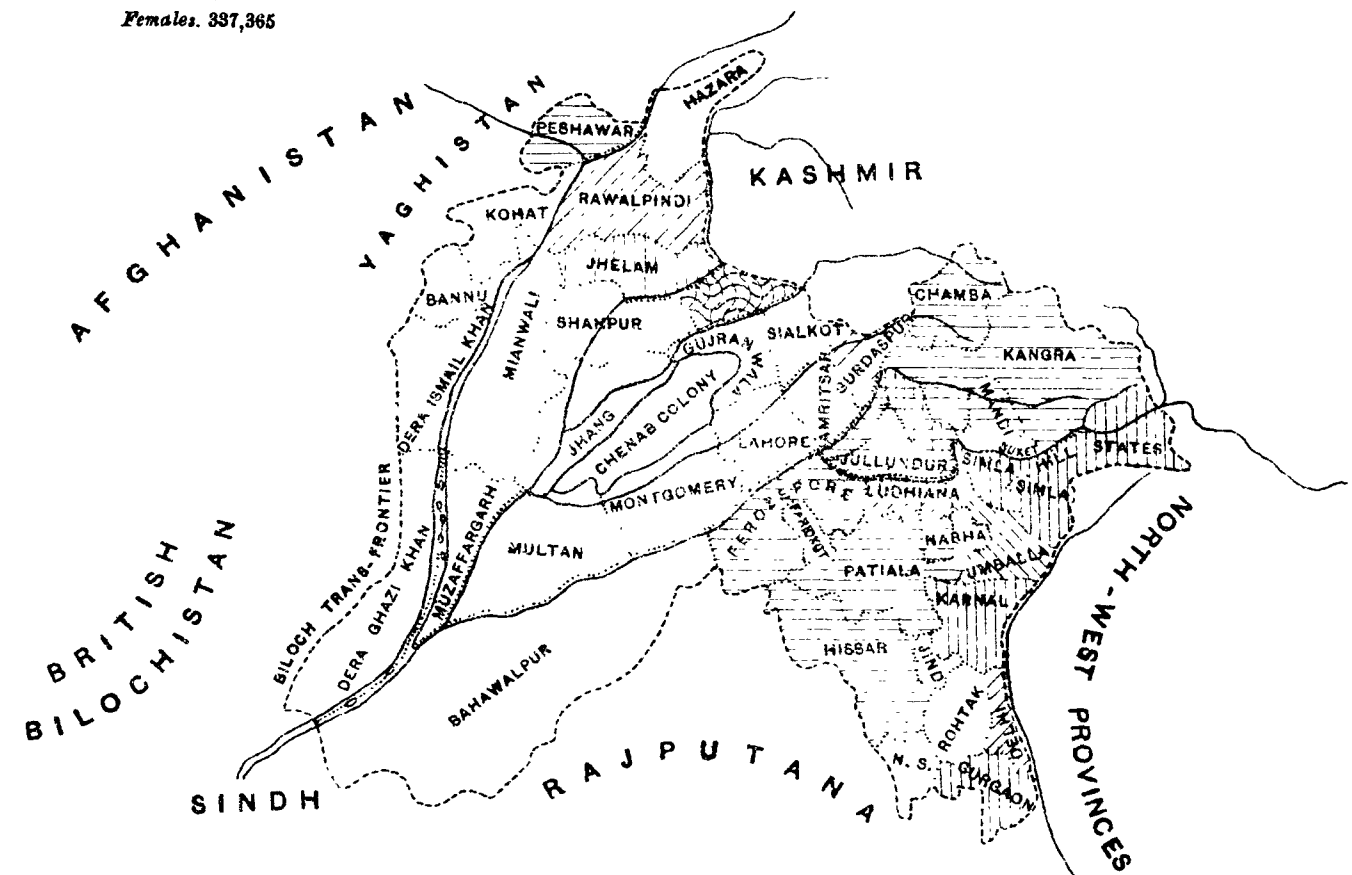 Females. 337,365
AFGHANISTAN
YAGHISTAN
HAZARA
PESHAWAR
KASHMIR
KOHAT
RAWALPINDI
JHELAM
BANNU
CHAMBA
DERA ISMAIL KHAN
MIANWALI
SHAHPUR
GUJRANWALA
SIALKOT
GURDASPUR
KANGRA
AMRITSAR
MANDI
SUKET
JHANG
CHENAB COLONY
LAHORE
JULLUNDUR
SIMLA HILL STATES
SIMLA
MONTGOMERY
FEROZPORE
FARIDKOT
LUDHIANA
BILOCH TRANS-FRONTIER
DERA GHAZI KHAN
MUZAFFARGARH
MULTAN
NABHA
PATIALA
UMBALLA
KARNAL
NORTH-WEST PROVINCES
BRITISH
BILOCHISTAN
BAHAWALPUR
HISSAR
JIND
ROHTAK
DELHI
N. S.
GURGAON
RAJPUTANA
SINDH